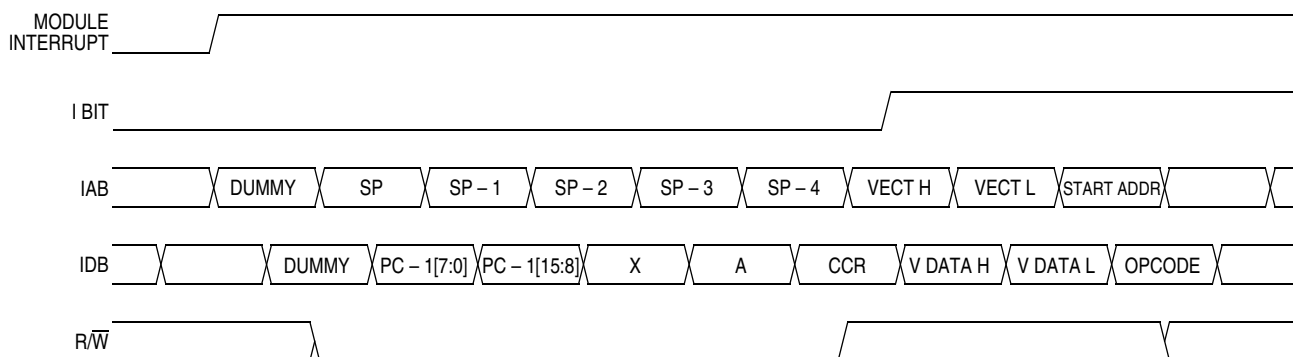 MODULE
INTERRUPT
I BIT
IAB DUMMY SP SP – 1 SP – 2 SP – 3 SP – 4 VECT H VECT L START ADDR
IDB DUMMY PC – 1[7:0] PC – 1[15:8] X A CCR V DATA H V DATA L OPCODE
R/W̅